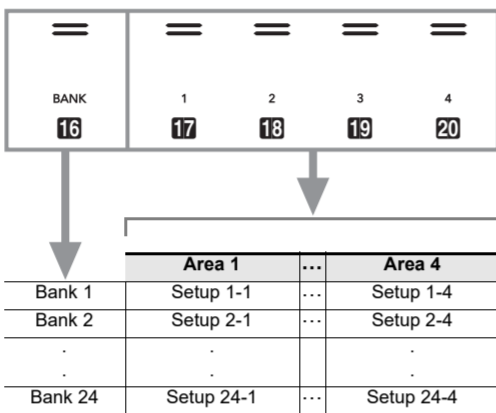 BANK 1 2 3 4
16 17 18 19 20
Area 1 ... Area 4
Bank 1 Setup 1-1 ... Setup 1-4
Bank 2 Setup 2-1 ... Setup 2-4
. . .
. . .
Bank 24 Setup 24-1 ... Setup 24-4